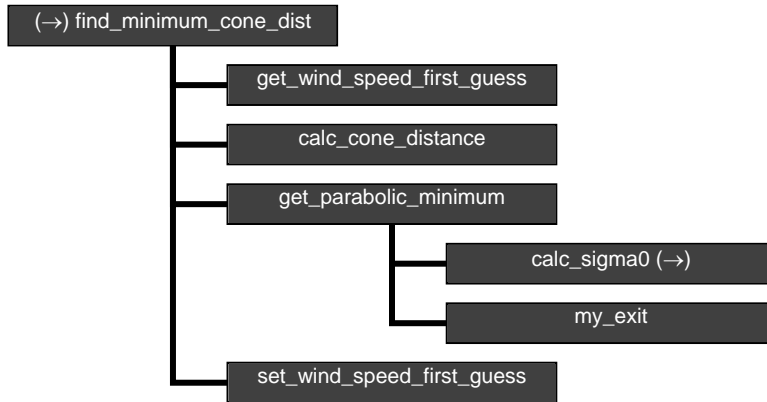 (→) find_minimum_cone_dist
get_wind_speed_first_guess
calc_cone_distance
get_parabolic_minimum
calc_sigma0 (→)
my_exit
set_wind_speed_first_guess